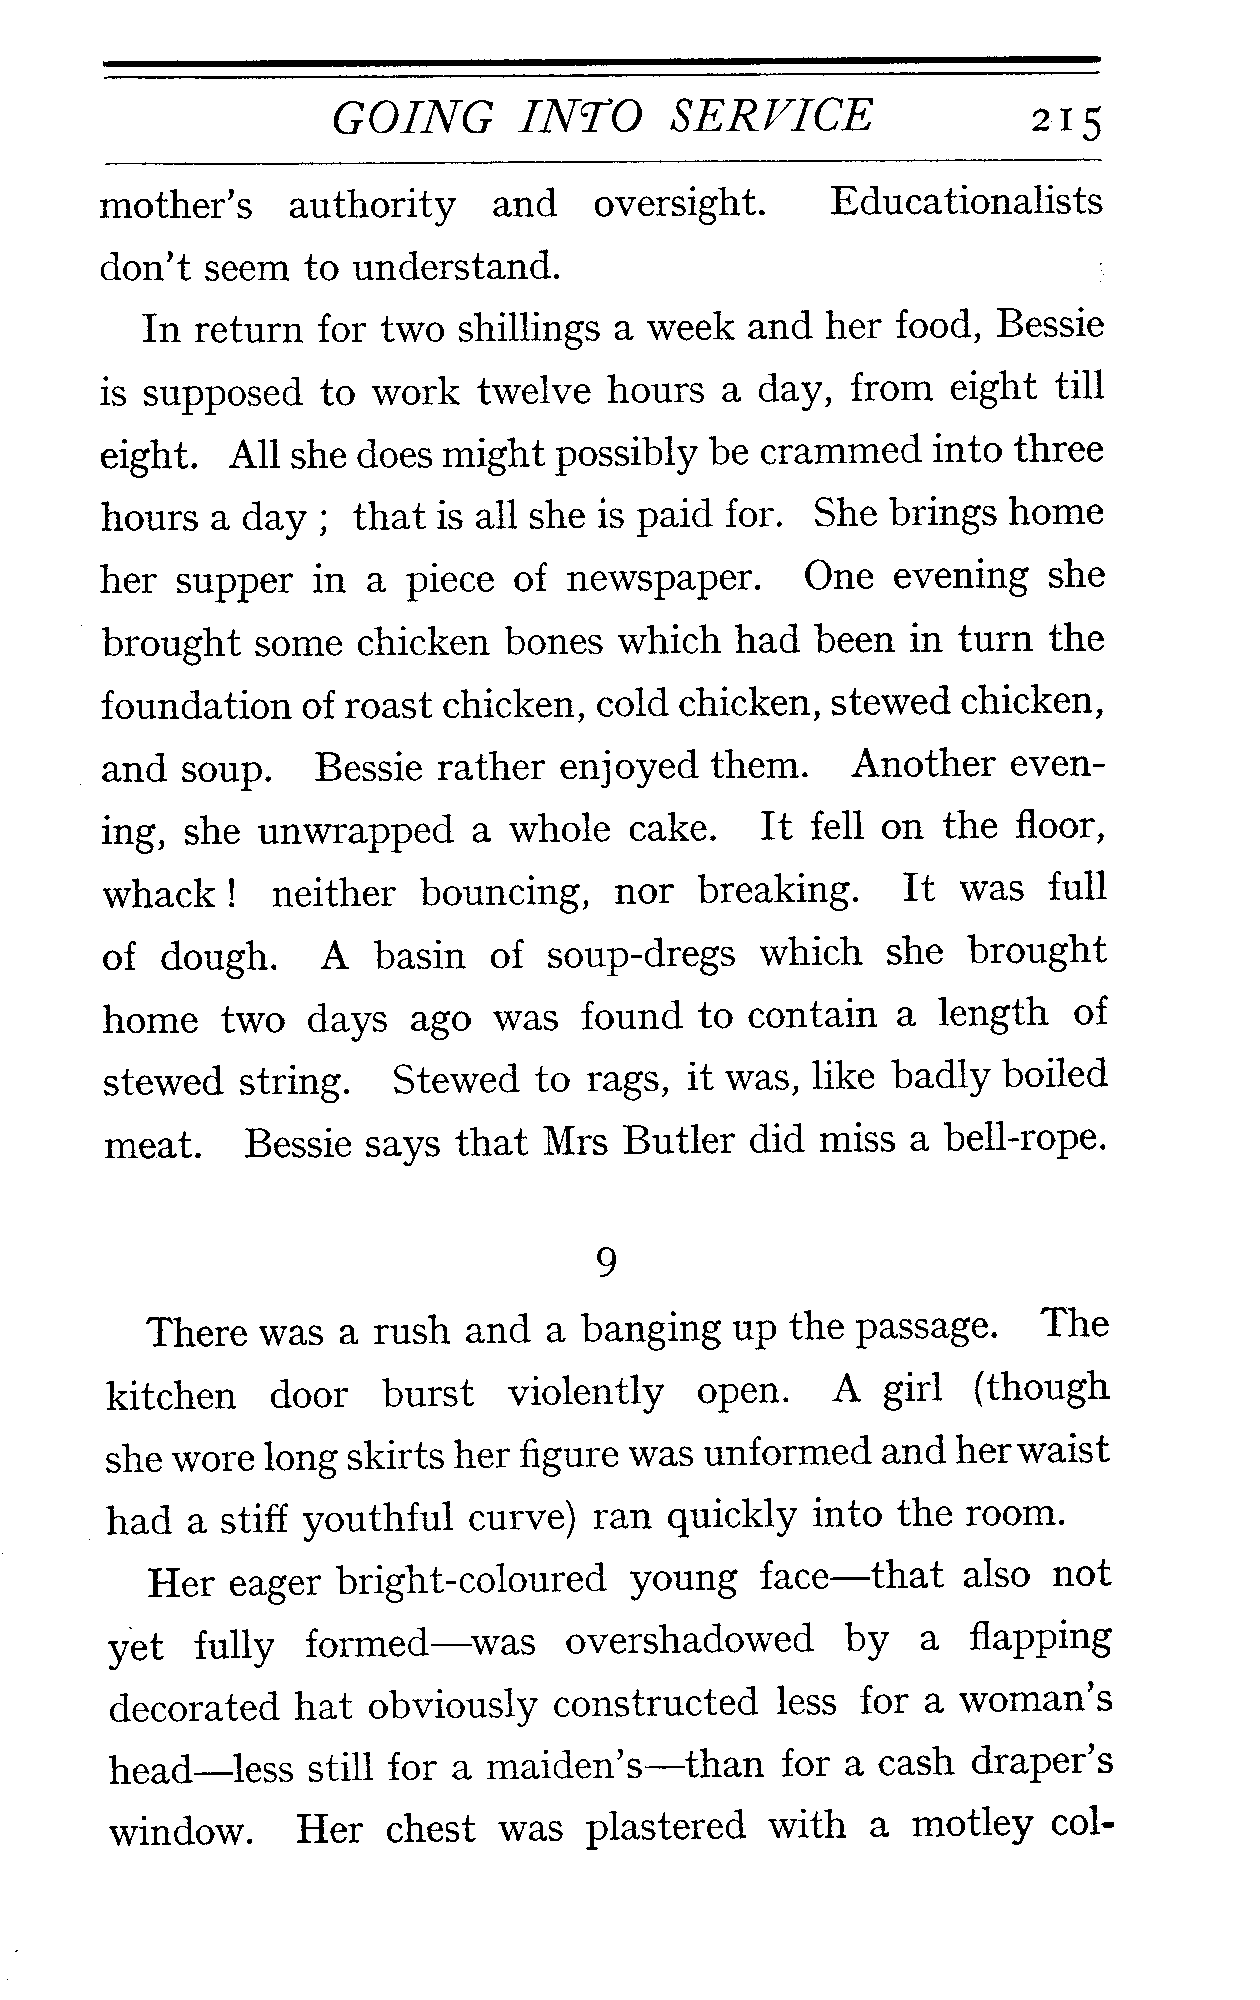 GOING INTO SERVICE 215
mother's authority and oversight. Educationalists
don't seem to understand.
In return for two shillings a week and her food, Bessie
is supposed to work twelve hours a day, from eight till
eight. All she does might possibly be crammed into three
hours a day ; that is all she is paid for. She brings home
her supper in a piece of newspaper. One evening she
brought some chicken bones which had been in turn the
foundation of roast chicken, cold chicken, stewed chicken,
and soup. Bessie rather enjoyed them. Another even-
ing, she unwrapped a whole cake. It fell on the floor,
whack ! neither bouncing, nor breaking. It was full
of dough. A basin of soup-dregs which she brought
home two days ago was found to contain a length of
stewed string. Stewed to rags, it was, like badly boiled
meat. Bessie says that Mrs Butler did miss a bell-rope.
9
There was a rush and a banging up the passage. The
kitchen door burst violently open. A girl (though
she wore long skirts her figure was unformed and her waist
had a stiff youthful curve) ran quickly into the room.
Her eager bright-coloured young face—that also not
yet fully formed—was overshadowed by a flapping
decorated hat obviously constructed less for a woman's
head—less still for a maiden's—than for a cash draper's
window. Her chest was plastered with a motley col-